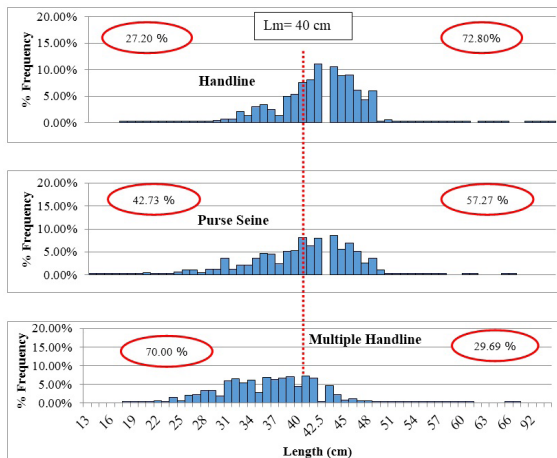 Lm= 40 cm
20.00%
15.00%
10.00%
5.00%
0.00%
% Frequency
27.20 %
72.80%
Handline
20.00%
15.00%
10.00%
5.00%
0.00%
% Frequency
42.73 %
57.27 %
Purse Seine
20.00%
15.00%
10.00%
5.00%
0.00%
% Frequency
70.00 %
29.69 %
Multiple Handline
13 16 19 22 25 28 31 34 37 40 42.5 45 48 51 54 57 60 63 66 92
Length (cm)